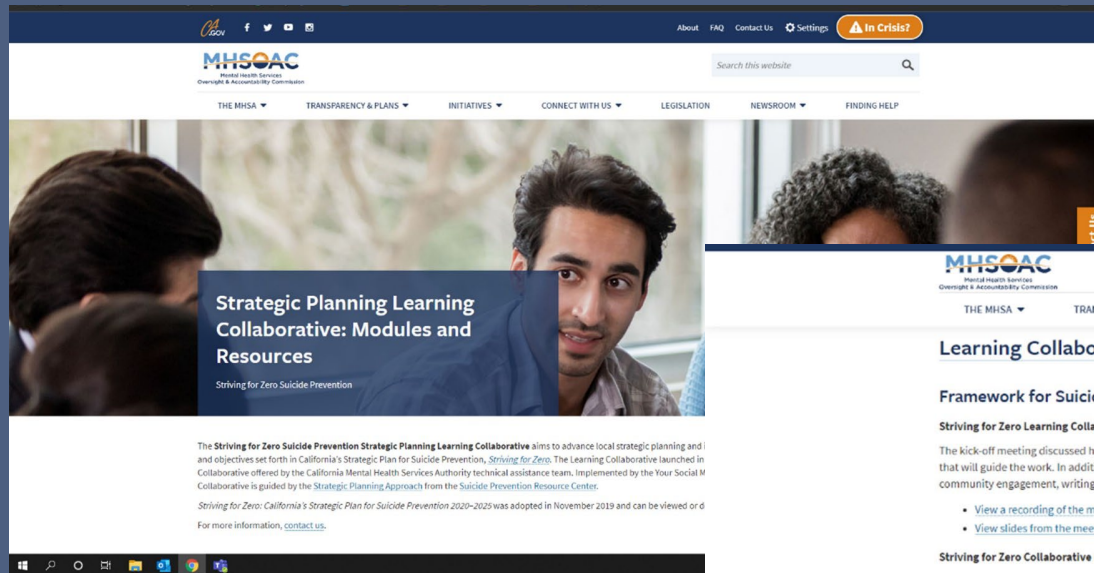 CA.GOV
About FAQ Contact Us Settings In Crisis?
MHSOAC
Mental Health Services
Oversight & Accountability Commission
Search this website
THE MHSA TRANSPARENCY & PLANS INITIATIVES CONNECT WITH US LEGISLATION NEWSROOM FINDING HELP
Strategic Planning Learning
Collaborative: Modules and
Resources
Striving for Zero Suicide Prevention
The Striving for Zero Suicide Prevention Strategic Planning Learning Collaborative aims to advance local strategic planning and
and objectives set forth in California's Strategic Plan for Suicide Prevention, Striving for Zero. The Learning Collaborative launched in
Collaborative offered by the California Mental Health Services Authority technical assistance team. Implemented by the Your Social M
Collaborative is guided by the Strategic Planning Approach from the Suicide Prevention Resource Center.
Striving for Zero: California's Strategic Plan for Suicide Prevention 2020–2025 was adopted in November 2019 and can be viewed or d
For more information, contact us.
MHSOAC
Mental Health Services
Oversight & Accountability Commission
THE MHSA TRA
Learning Collabo
Framework for Suici
Striving for Zero Learning Colla
The kick-off meeting discussed h
that will guide the work. In addit
community engagement, writing
View a recording of the m
View slides from the mee
Striving for Zero Collaborative